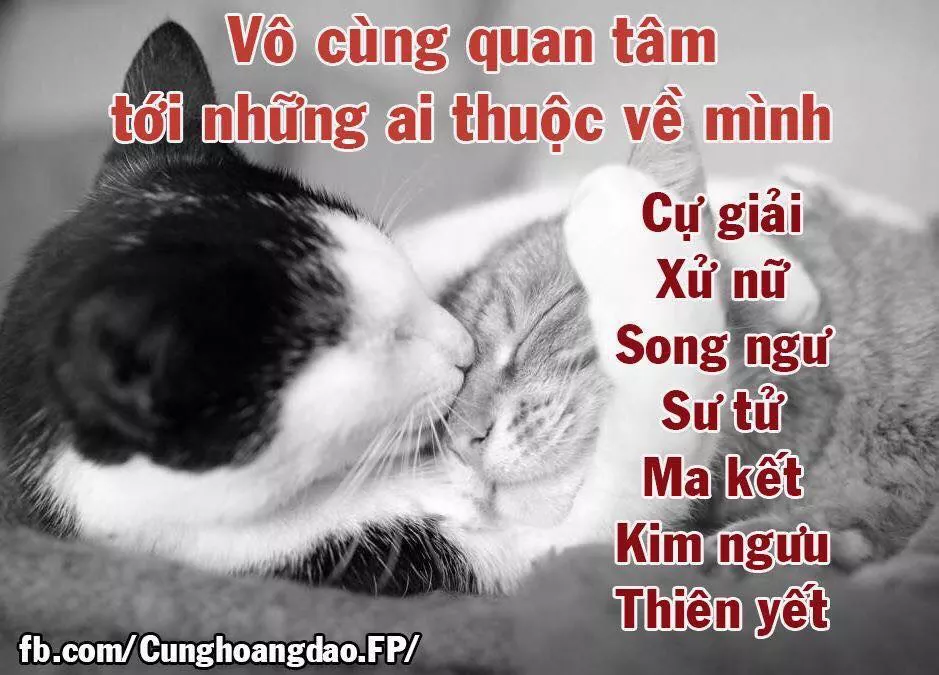 Vô cùng quan tâm
tới những ai thuộc về mình
Cự giải
Xử nữ
Song ngư
Sư tử
Ma kết
Kim ngưu
Thiên yết
fb.com/Cunghoangdao.FP/